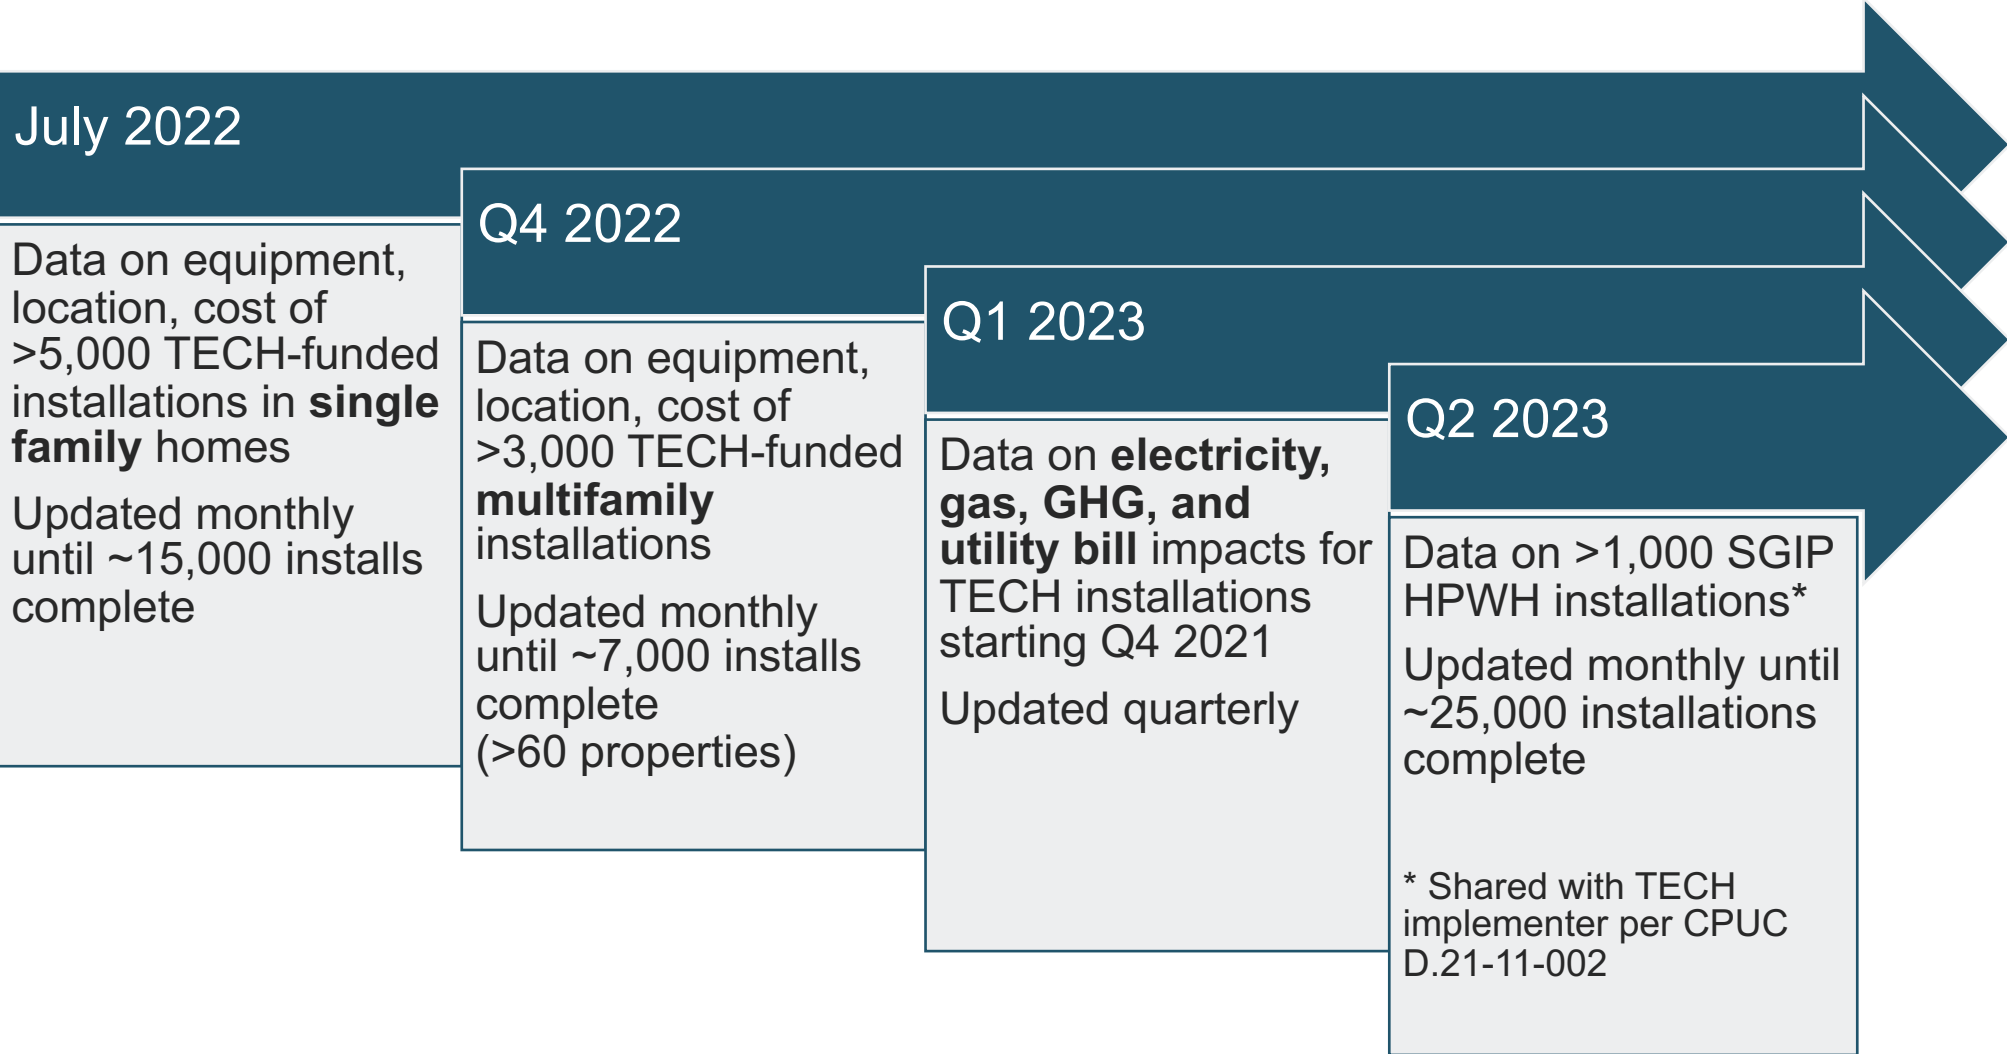 July 2022
Data on equipment,
location, cost of
>5,000 TECH-funded
installations in single
family homes
Updated monthly
until ~15,000 installs
complete
Q4 2022
Data on equipment,
location, cost of
>3,000 TECH-funded
multifamily
installations
Updated monthly
until ~7,000 installs
complete
(>60 properties)
Q1 2023
Data on electricity,
gas, GHG, and
utility bill impacts for
TECH installations
starting Q4 2021
Updated quarterly
Q2 2023
Data on >1,000 SGIP
HPWH installations*
Updated monthly until
~25,000 installations
complete
* Shared with TECH
implementer per CPUC
D.21-11-002